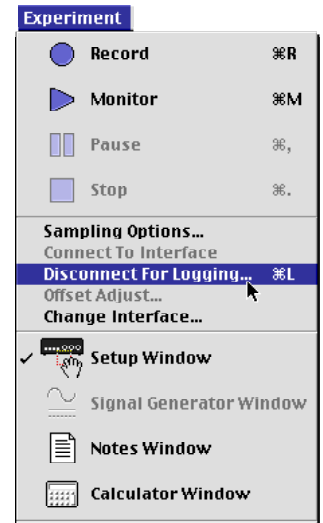 Experiment
Record ⌘R
Monitor ⌘M
Pause ⌘,
Stop ⌘.
Sampling Options...
Connect To Interface
Disconnect For Logging... ⌘L
Offset Adjust...
Change Interface...
✓ Setup Window
Signal Generator Window
Notes Window
Calculator Window